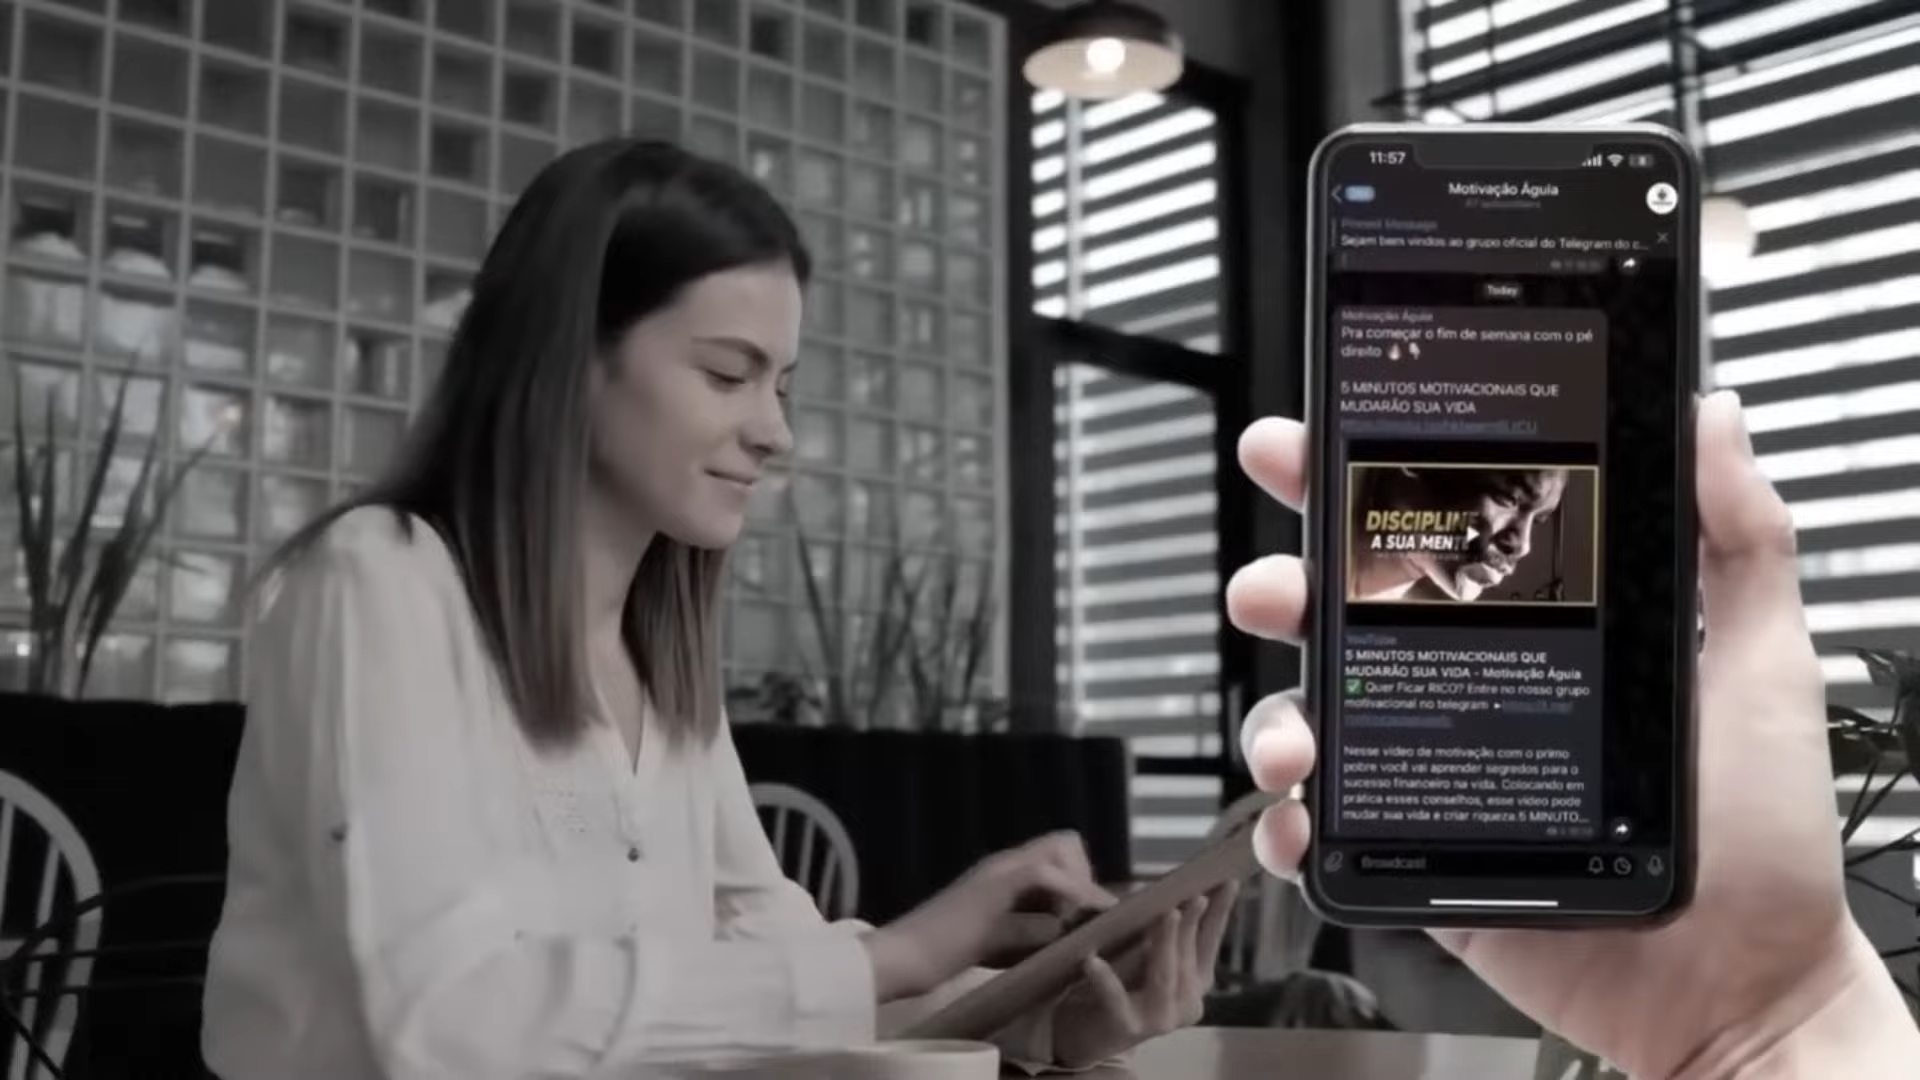 11:57
Motivação Águia
Pinned Message
Sejam bem vindos ao grupo oficial do Telegram do c...
Today
Motivação Águia
Pra começar o fim de semana com o pé
direito
5 MINUTOS MOTIVACIONAIS QUE
MUDARÃO SUA VIDA
DISCIPLINE
A SUA MENTE
YouTube
5 MINUTOS MOTIVACIONAIS QUE
MUDARÃO SUA VIDA - Motivação Águia
✅ Quer Ficar RICO? Entre no nosso grupo
motivacional no telegram ▸
Nesse vídeo de motivação com o primo
pobre você vai aprender segredos para o
sucesso financeiro na vida. Colocando em
prática esses conselhos, esse vídeo pode
mudar sua vida e criar riqueza.5 MINUTO...
Broadcast